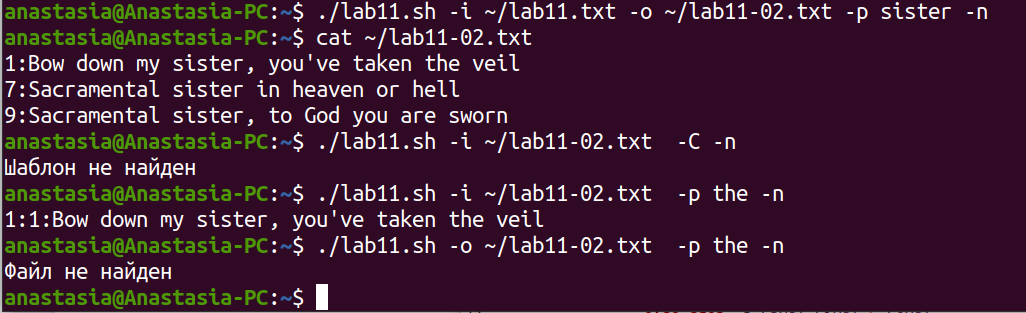 anastasia@Anastasia-PC:~$ ./lab11.sh -i ~/lab11.txt -o ~/lab11-02.txt -p sister -n
anastasia@Anastasia-PC:~$ cat ~/lab11-02.txt
1:Bow down my sister, you've taken the veil
7:Sacramental sister in heaven or hell
9:Sacramental sister, to God you are sworn
anastasia@Anastasia-PC:~$ ./lab11.sh -i ~/lab11-02.txt  -C -n
Шаблон не найден
anastasia@Anastasia-PC:~$ ./lab11.sh -i ~/lab11-02.txt  -p the -n
1:1:Bow down my sister, you've taken the veil
anastasia@Anastasia-PC:~$ ./lab11.sh -o ~/lab11-02.txt  -p the -n
Файл не найден
anastasia@Anastasia-PC:~$